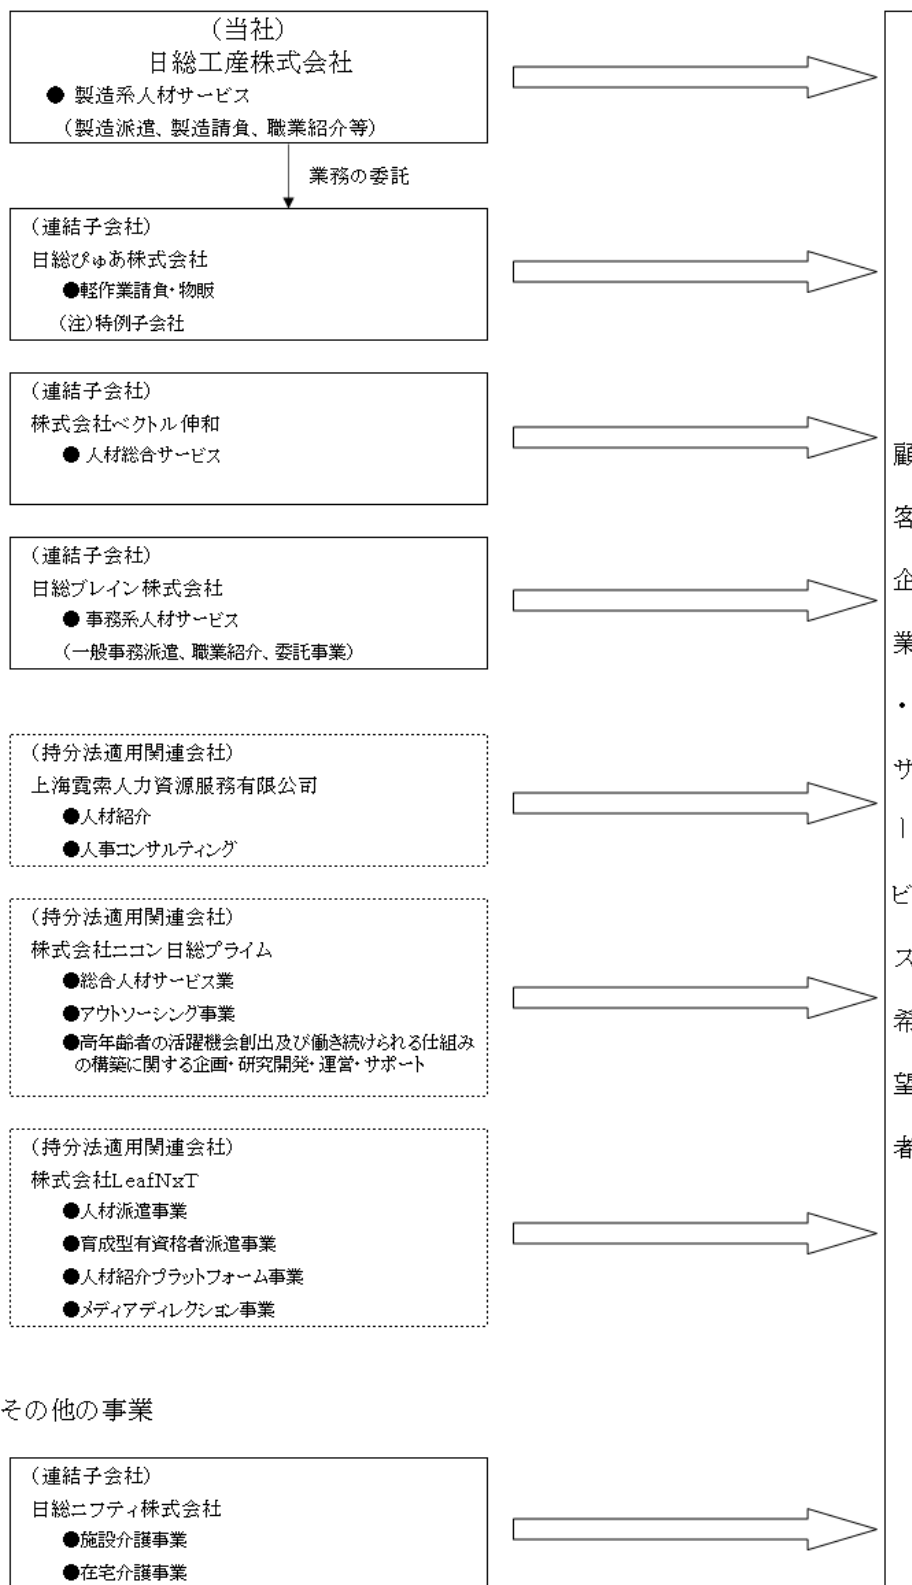 (当社)
日総工産株式会社
● 製造系人材サービス
(製造派遣、製造請負、職業紹介等)
業務の委託
(連結子会社)
日総ぴゅあ株式会社
●軽作業請負・物販
(注)特例子会社
(連結子会社)
株式会社ベクトル伸和
● 人材総合サービス
(連結子会社)
日総ブレイン株式会社
● 事務系人材サービス
(一般事務派遣、職業紹介、委託事業)
(持分法適用関連会社)
上海霓索人力資源服務有限公司
●人材紹介
●人事コンサルティング
(持分法適用関連会社)
株式会社ニコン日総プライム
●総合人材サービス業
●アウトソーシング事業
●高年齢者の活躍機会創出及び働き続けられる仕組み
の構築に関する企画・研究開発・運営・サポート
(持分法適用関連会社)
株式会社LeafNxT
●人材派遣事業
●育成型有資格者派遣事業
●人材紹介プラットフォーム事業
●メディアディレクション事業
その他の事業
(連結子会社)
日総ニフティ株式会社
●施設介護事業
●在宅介護事業
顧客企業・サービス希望者